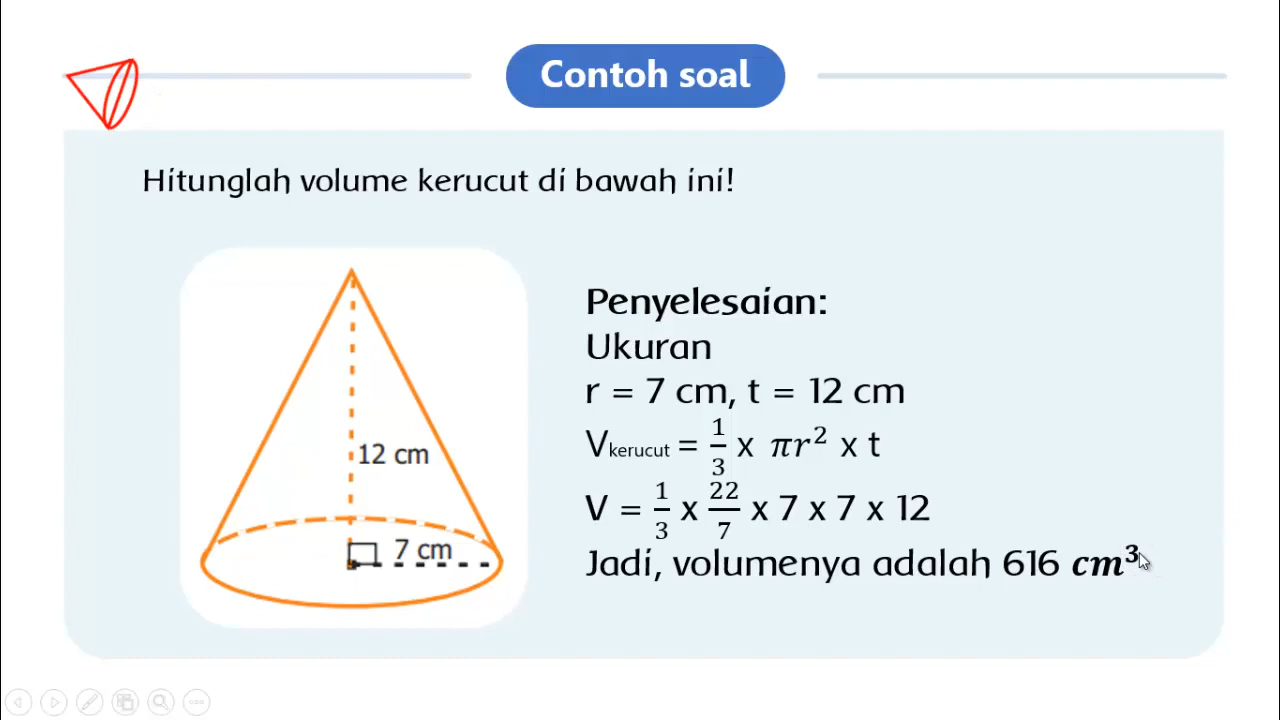 Contoh soal
Hitunglah volume kerucut di bawah ini!
12 cm
7 cm
Penyelesaian:
Ukuran
r = 7 cm, t = 12 cm
Vkerucut = 1/3 x πr² x t
V = 1/3 x 22/7 x 7 x 7 x 12
Jadi, volumenya adalah 616 cm³